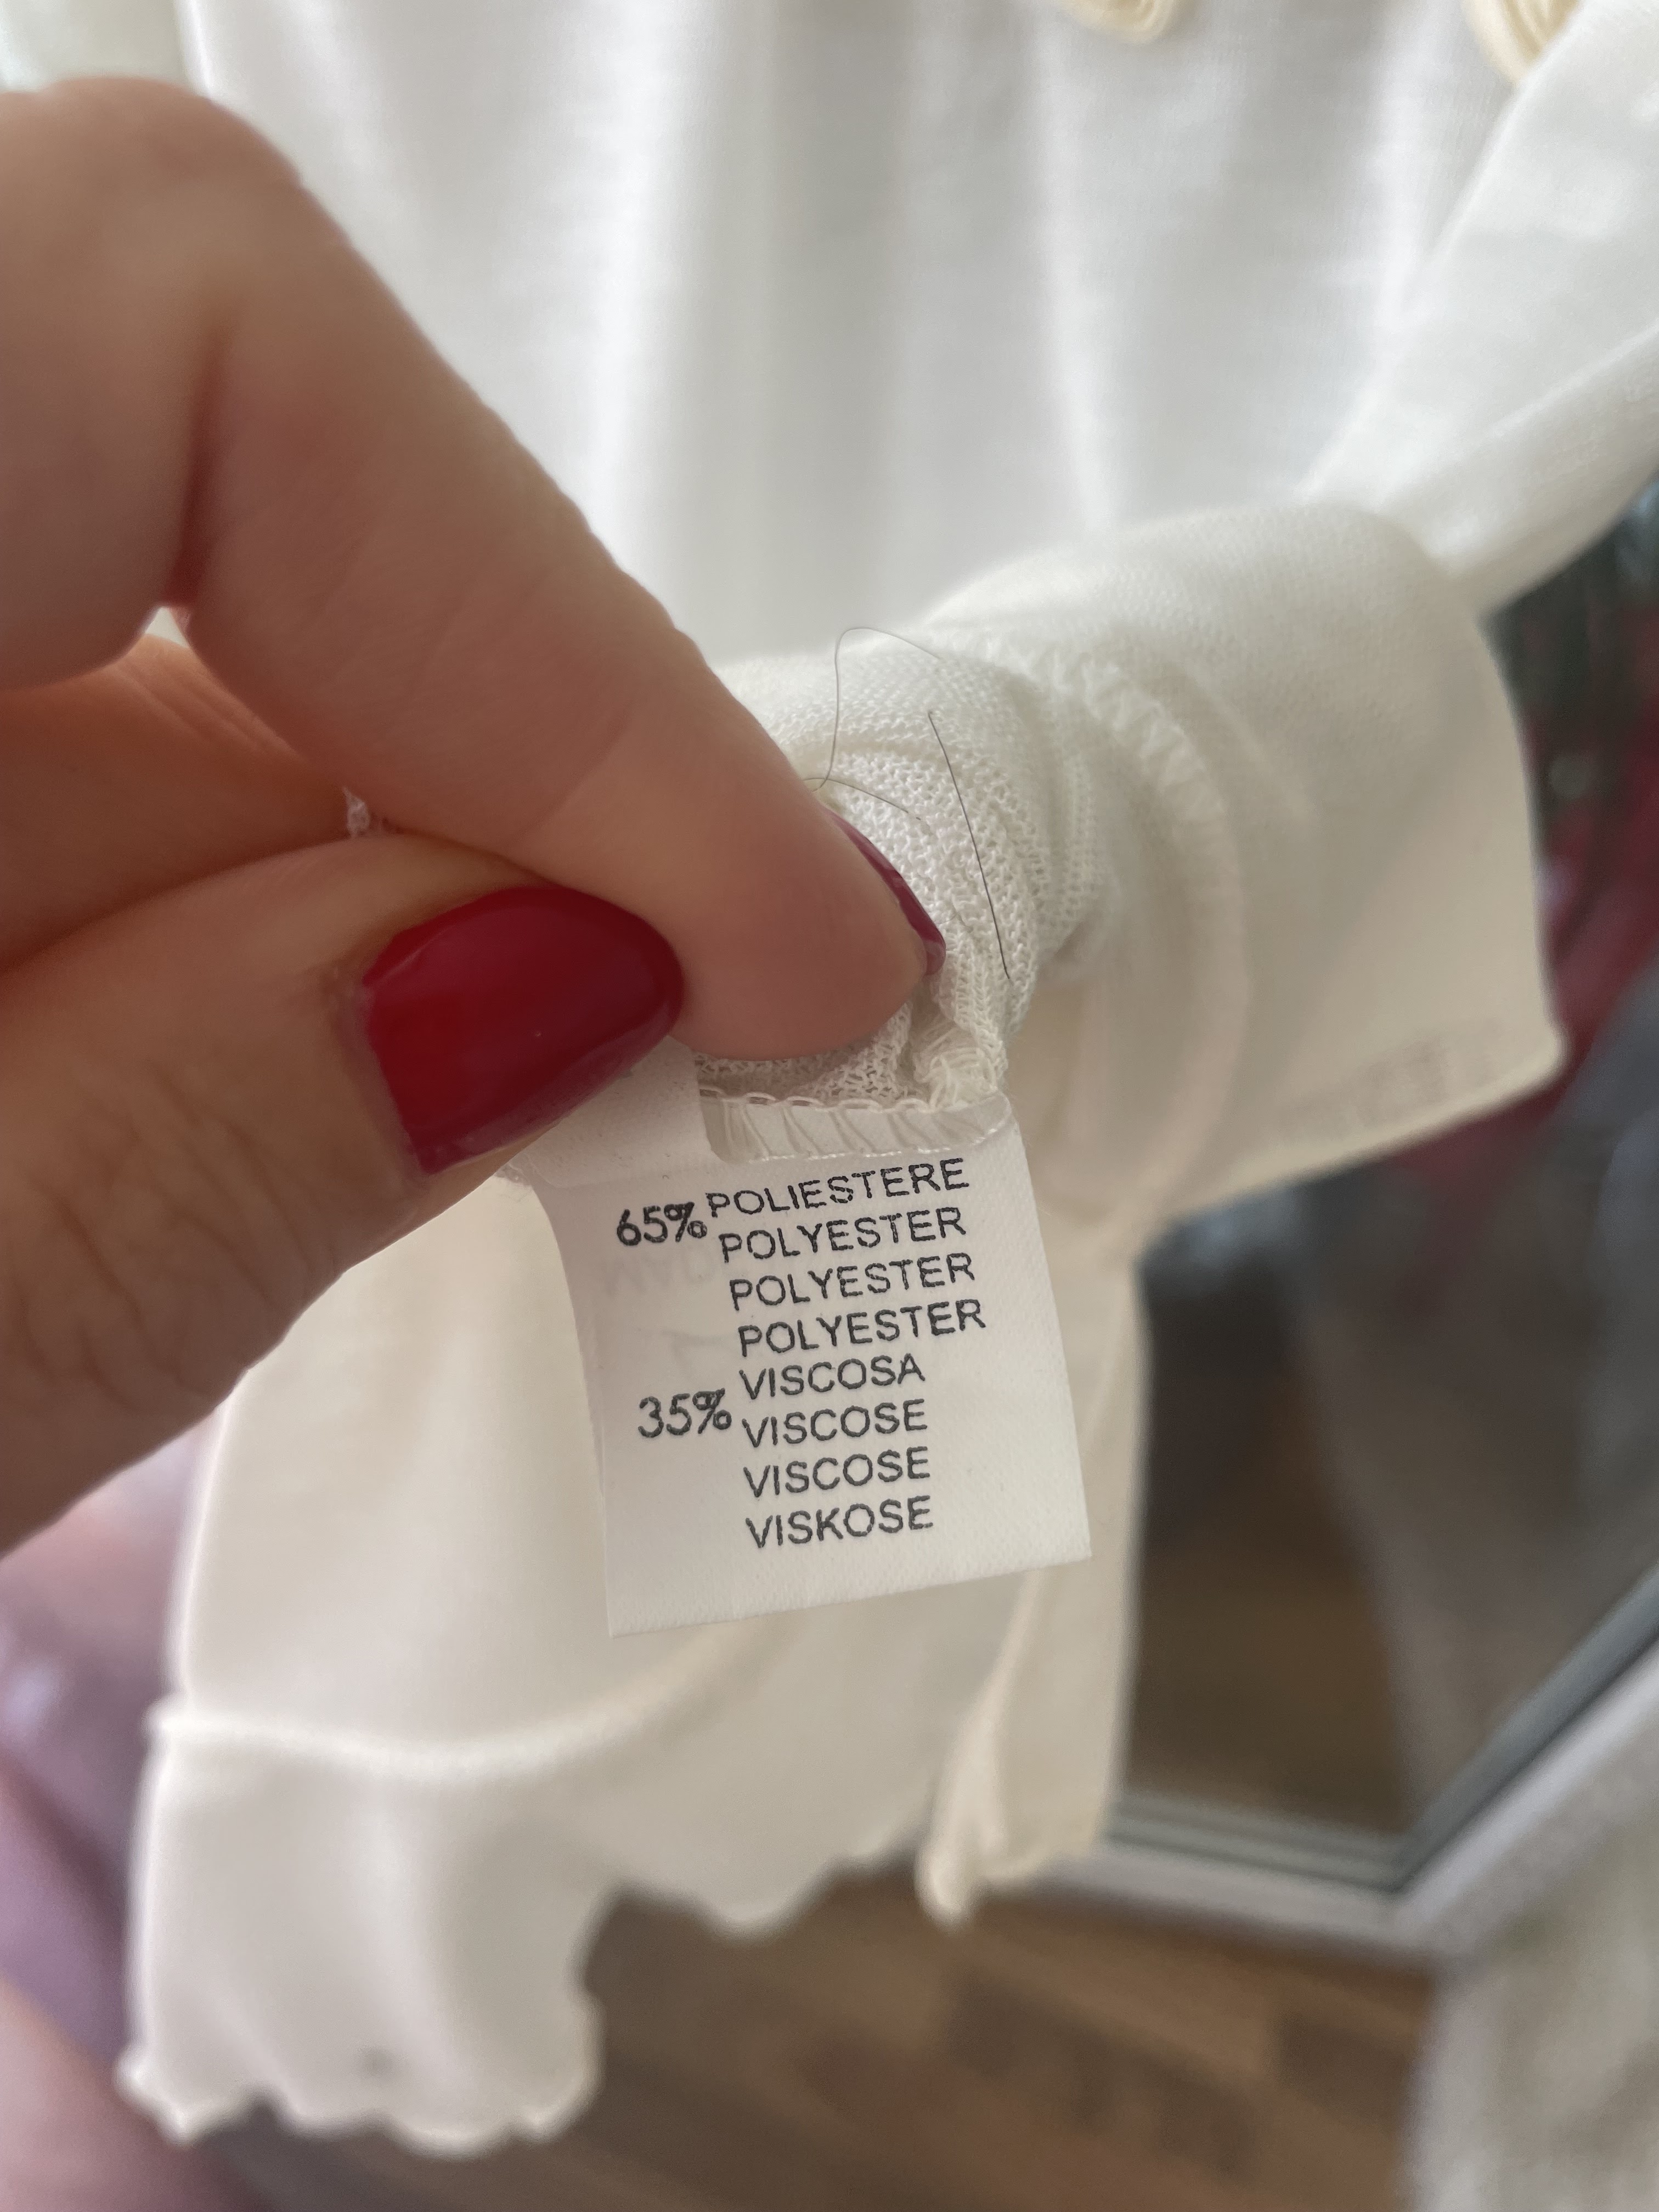 65% POLIESTERE
POLYESTER
POLYESTER
POLYESTER
VISCOSA
35% VISCOSE
VISCOSE
VISKOSE